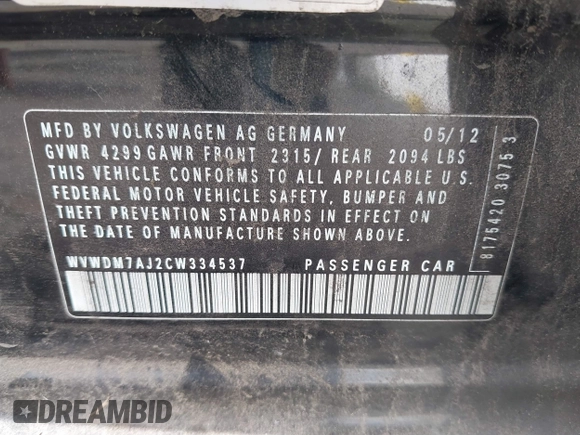 MFD BY VOLKSWAGEN AG GERMANY 05/12
GVWR 4299 GAWR FRONT 2315/ REAR 2094 LBS
THIS VEHICLE CONFORMS TO ALL APPLICABLE U.S.
FEDERAL MOTOR VEHICLE SAFETY, BUMPER AND
THEFT PREVENTION STANDARDS IN EFFECT ON
THE DATE OF MANUFACTURE SHOWN ABOVE.
WVWDM7AJ2CW334537 PASSENGER CAR
8175420 3075 3
DREAMBID